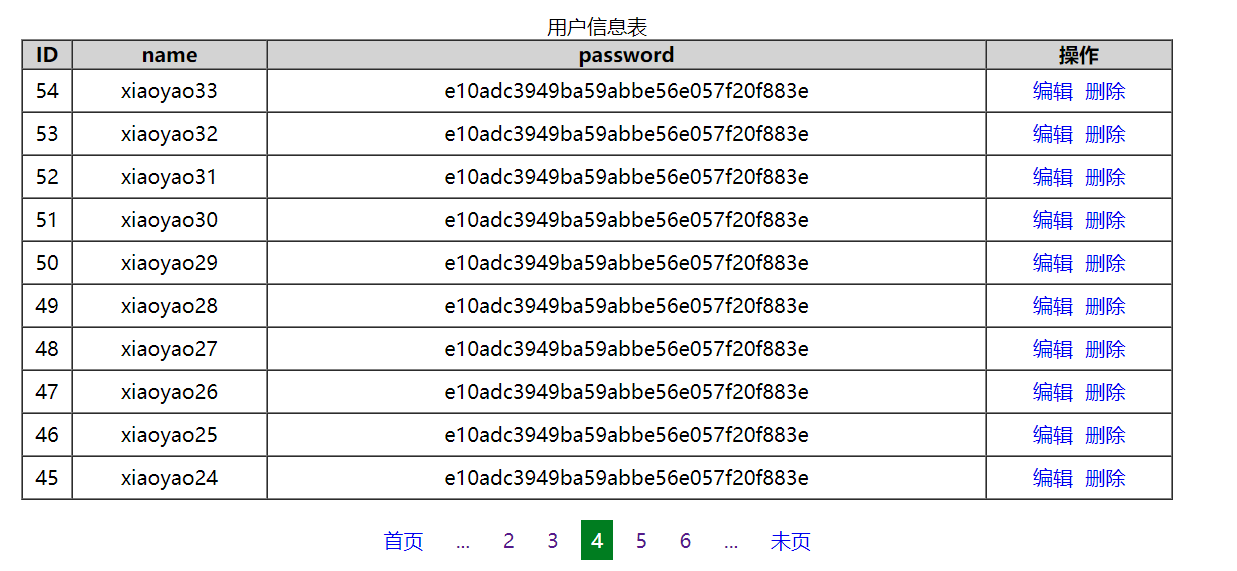 用户信息表
ID name password 操作
54 xiaoyao33 e10adc3949ba59abbe56e057f20f883e 编辑 删除
53 xiaoyao32 e10adc3949ba59abbe56e057f20f883e 编辑 删除
52 xiaoyao31 e10adc3949ba59abbe56e057f20f883e 编辑 删除
51 xiaoyao30 e10adc3949ba59abbe56e057f20f883e 编辑 删除
50 xiaoyao29 e10adc3949ba59abbe56e057f20f883e 编辑 删除
49 xiaoyao28 e10adc3949ba59abbe56e057f20f883e 编辑 删除
48 xiaoyao27 e10adc3949ba59abbe56e057f20f883e 编辑 删除
47 xiaoyao26 e10adc3949ba59abbe56e057f20f883e 编辑 删除
46 xiaoyao25 e10adc3949ba59abbe56e057f20f883e 编辑 删除
45 xiaoyao24 e10adc3949ba59abbe56e057f20f883e 编辑 删除
首页 ... 2 3 4 5 6 ... 未页